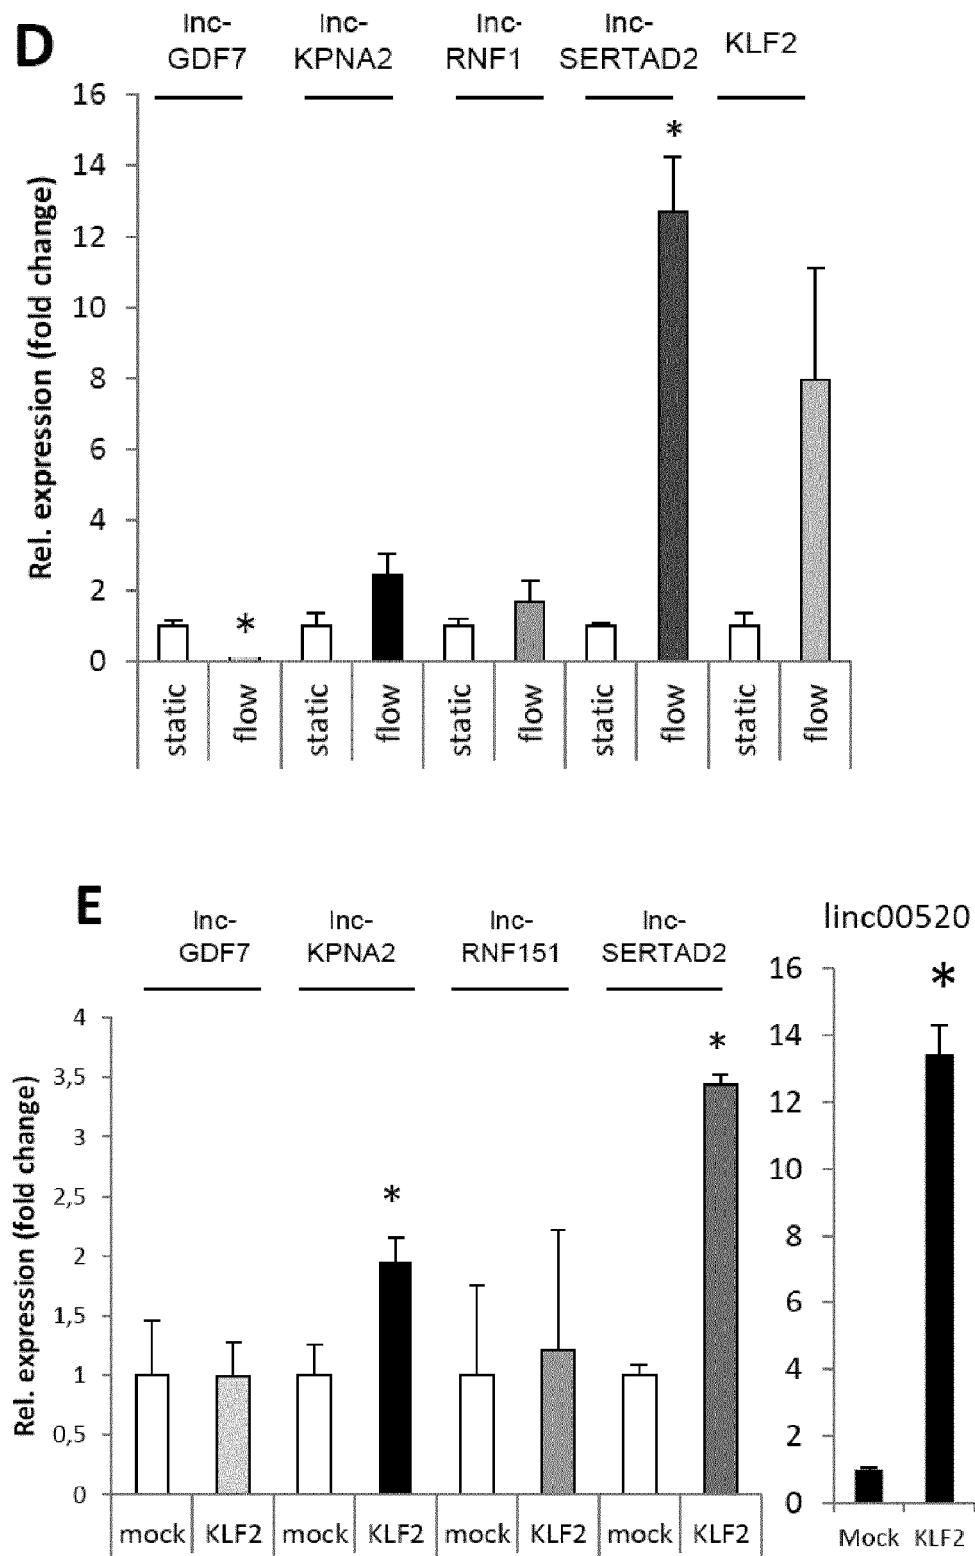 D
lnc- lnc- lnc- lnc-
GDF7 KPNA2 RNF1 SERTAD2 KLF2
Rel. expression (fold change)
16
14
12
10
8
6
4
2
0
*
*
static flow static flow static flow static flow static flow
E
lnc- lnc- lnc- lnc-
GDF7 KPNA2 RNF151 SERTAD2
Rel. expression (fold change)
4
3,5
3
2,5
2
1,5
1
0,5
0
*
*
mock KLF2 mock KLF2 mock KLF2 mock KLF2
linc00520
16
14
12
10
8
6
4
2
0
*
Mock KLF2